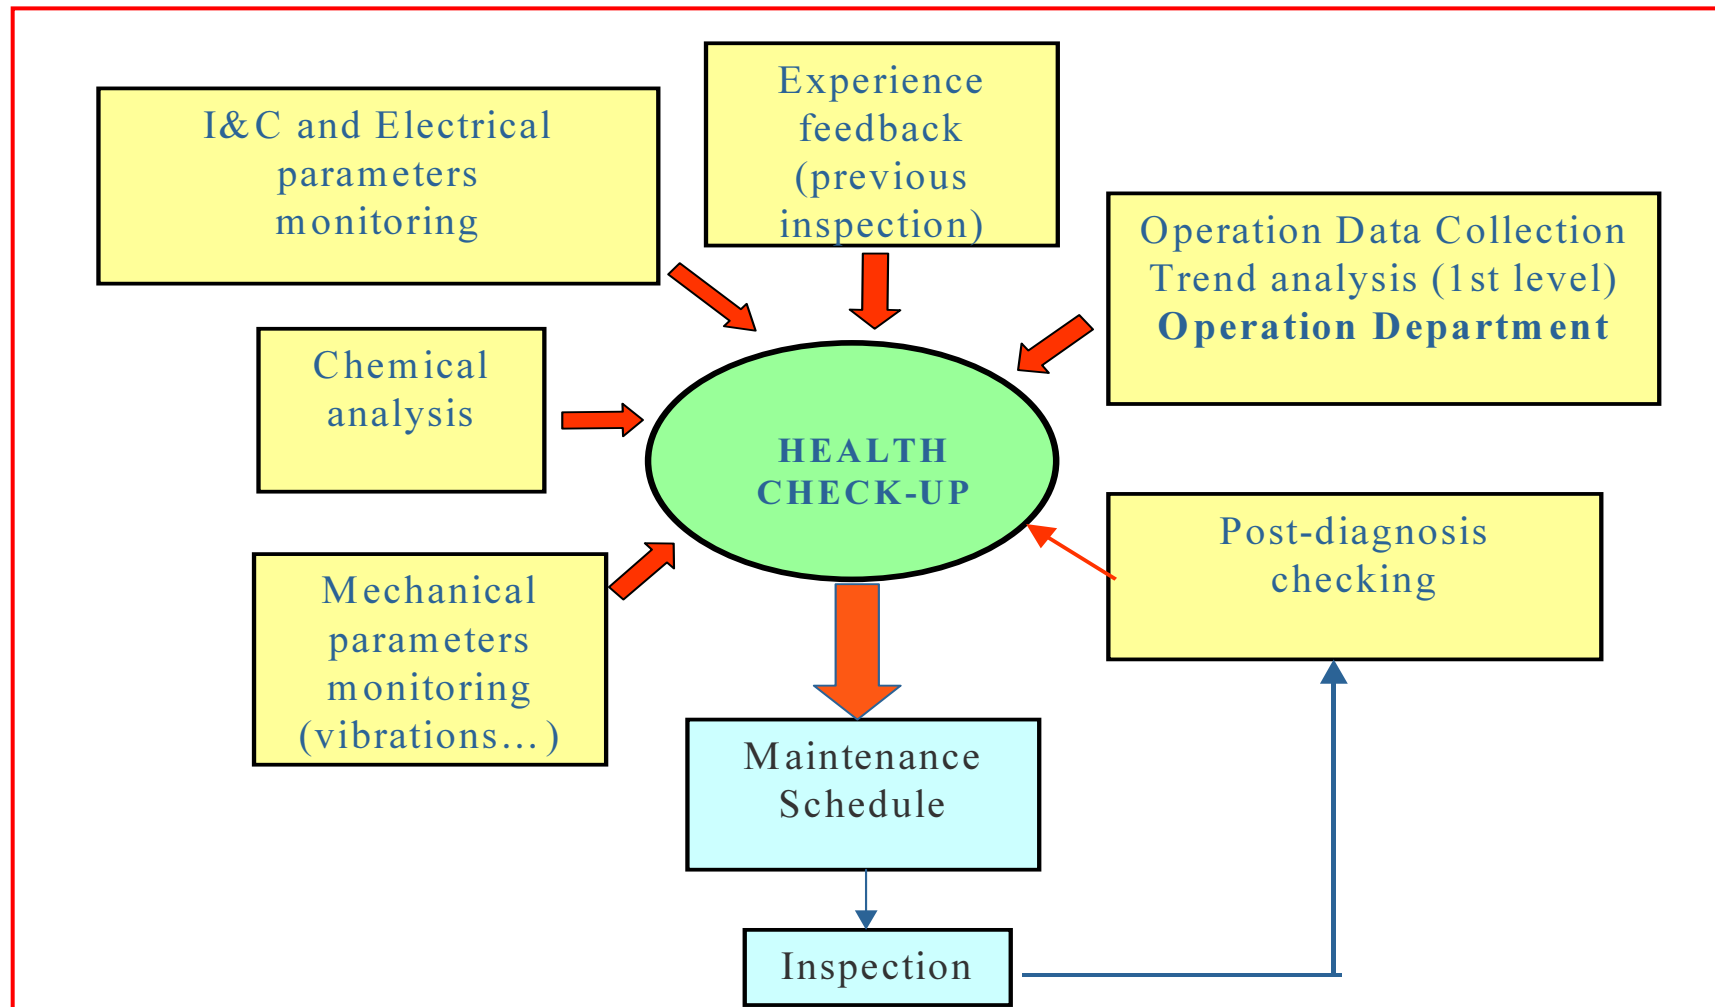 I&C and Electrical
parameters
monitoring
Experience
feedback
(previous
inspection)
Operation Data Collection
Trend analysis (1st level)
Operation Department
Chemical
analysis
HEALTH
CHECK-UP
Mechanical
parameters
monitoring
(vibrations…)
Post-diagnosis
checking
Maintenance
Schedule
Inspection